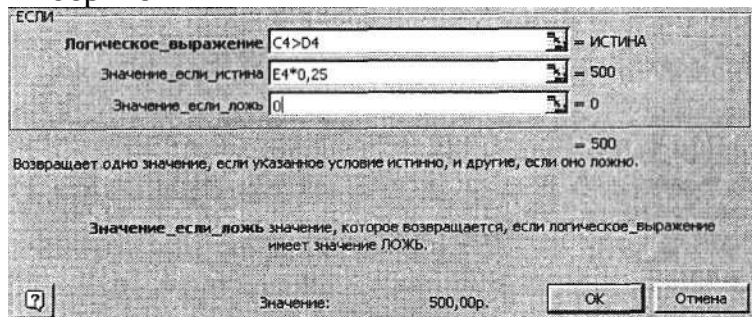 ЕСЛИ
Логическое_выражение C4>D4 = ИСТИНА
Значение_если_истина E4*0,25 = 500
Значение_если_ложь 0 = 0
= 500
Возвращает одно значение, если указанное условие истинно, и другие, если оно ложно.
Значение_если_ложь значение, которое возвращается, если логическое_выражение
имеет значение ЛОЖЬ.
Значение: 500,00р. OK Отмена